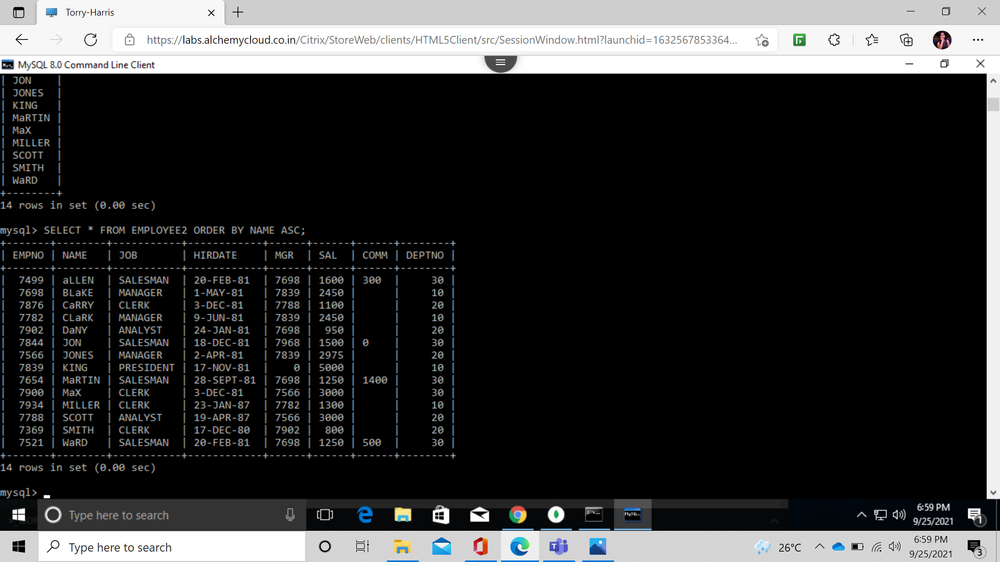 Torry-Harris
https://labs.alchemycloud.co.in/Citrix/StoreWeb/clients/HTML5Client/src/SessionWindow.html?launchid=1632567853364...
MySQL 8.0 Command Line Client
| JON    |
| JONES  |
| KING   |
| MaRTIN |
| MaX    |
| MILLER |
| SCOTT  |
| SMITH  |
| WaRD   |
+--------+
14 rows in set (0.00 sec)
mysql> SELECT * FROM EMPLOYEE2 ORDER BY NAME ASC;
+-------+--------+-----------+------------+------+------+------+--------+
| EMPNO | NAME   | JOB       | HIRDATE    | MGR  | SAL  | COMM | DEPTNO |
+-------+--------+-----------+------------+------+------+------+--------+
|  7499 | aLLEN  | SALESMAN  | 20-FEB-81  | 7698 | 1600 | 300  |     30 |
|  7698 | BLaKE  | MANAGER   | 1-MAY-81   | 7839 | 2450 |      |     10 |
|  7876 | CaRRY  | CLERK     | 3-DEC-81   | 7788 | 1100 |      |     20 |
|  7782 | CLaRK  | MANAGER   | 9-JUN-81   | 7839 | 2450 |      |     10 |
|  7902 | DaNY   | ANALYST   | 24-JAN-81  | 7698 |  950 |      |     20 |
|  7844 | JON    | SALESMAN  | 18-DEC-81  | 7968 | 1500 | 0    |     30 |
|  7566 | JONES  | MANAGER   | 2-APR-81   | 7839 | 2975 |      |     20 |
|  7839 | KING   | PRESIDENT | 17-NOV-81  |    0 | 5000 |      |     10 |
|  7654 | MaRTIN | SALESMAN  | 28-SEPT-81 | 7698 | 1250 | 1400 |     30 |
|  7900 | MaX    | CLERK     | 3-DEC-81   | 7566 | 3000 |      |     30 |
|  7934 | MILLER | CLERK     | 23-JAN-87  | 7782 | 1300 |      |     10 |
|  7788 | SCOTT  | ANALYST   | 19-APR-87  | 7566 | 3000 |      |     20 |
|  7369 | SMITH  | CLERK     | 17-DEC-80  | 7902 |  800 |      |     20 |
|  7521 | WaRD   | SALESMAN  | 20-FEB-81  | 7698 | 1250 | 500  |     30 |
+-------+--------+-----------+------------+------+------+------+--------+
14 rows in set (0.00 sec)
mysql> _
Type here to search
6:59 PM
9/25/2021
1
Type here to search
26°C
6:59 PM
9/25/2021
3